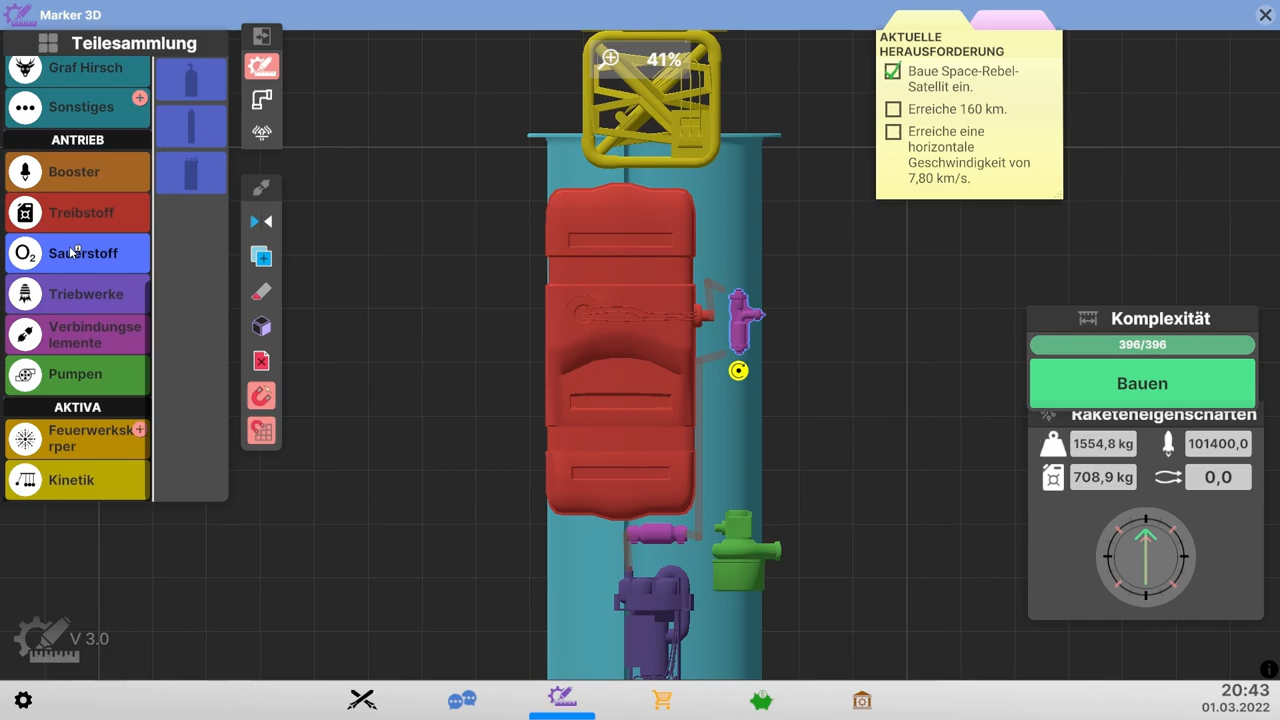 Marker 3D
Teilesammlung
Graf Hirsch
Sonstiges
ANTRIEB
Booster
Treibstoff
O2 Sauerstoff
Triebwerke
Verbindungse
lemente
Pumpen
AKTIVA
Feuerwerksk
rper
Kinetik
V 3.0
41%
AKTUELLE
HERAUSFORDERUNG
Baue Space-Rebel-
Satellit ein.
Erreiche 160 km.
Erreiche eine
horizontale
Geschwindigkeit von
7,80 km/s.
Komplexität
396/396
Bauen
Raketeneigenschaften
1554,8 kg
101400,0
708,9 kg
0,0
20:43
01.03.2022